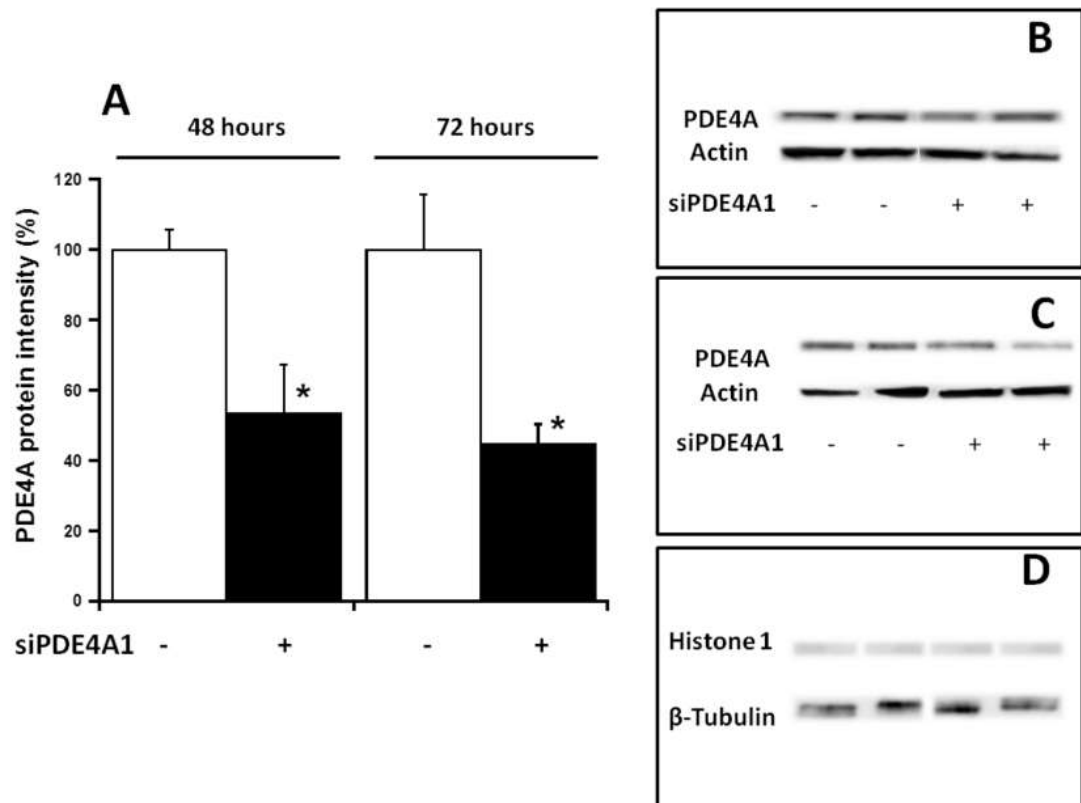 A
48 hours 72 hours
PDE4A protein intensity (%)
120
100
80
60
40
20
0
*
*
siPDE4A1 - + - +
B
PDE4A
Actin
siPDE4A1 - - + +
C
PDE4A
Actin
siPDE4A1 - - + +
D
Histone 1
β-Tubulin